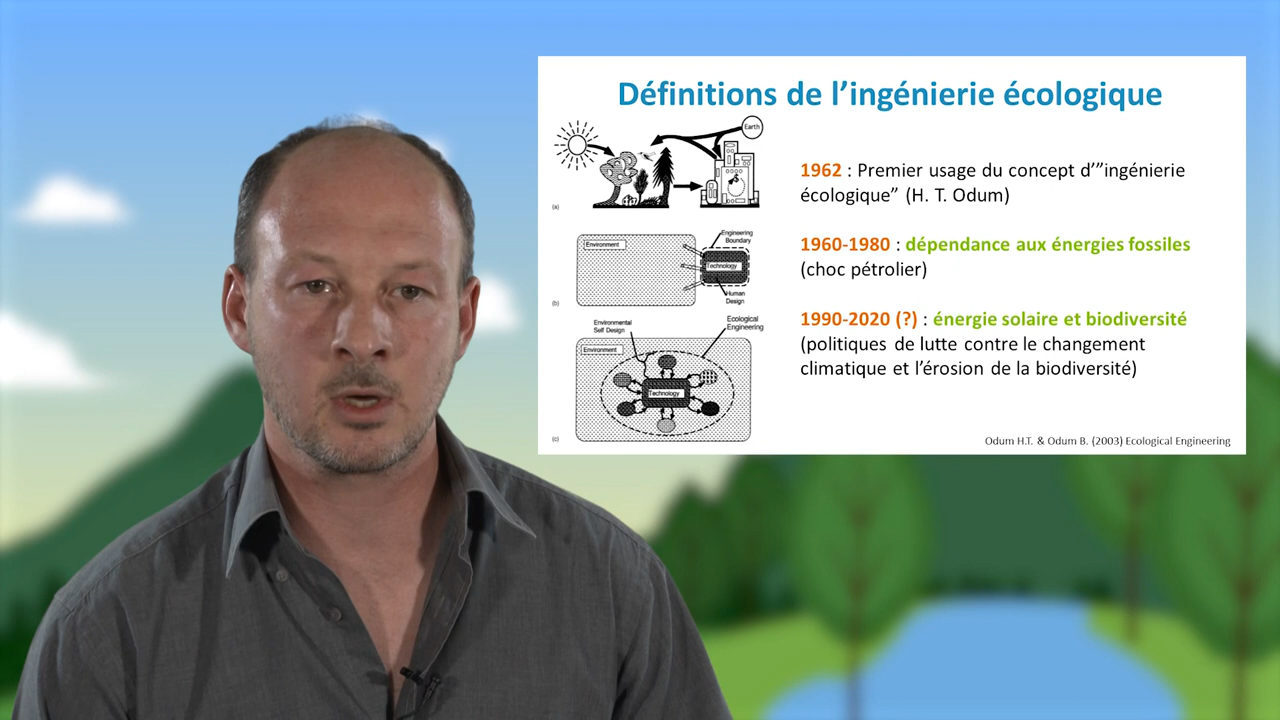 Définitions de l’ingénierie écologique
Earth
(a)
1962 : Premier usage du concept d’”ingénierie
écologique” (H. T. Odum)
Environment
Engineering
Boundary
Technology
Human
Design
(b)
1960-1980 : dépendance aux énergies fossiles
(choc pétrolier)
Environmental
Self Design
Ecological
Engineering
Environment
Technology
(c)
1990-2020 (?) : énergie solaire et biodiversité
(politiques de lutte contre le changement
climatique et l’érosion de la biodiversité)
Odum H.T. & Odum B. (2003) Ecological Engineering